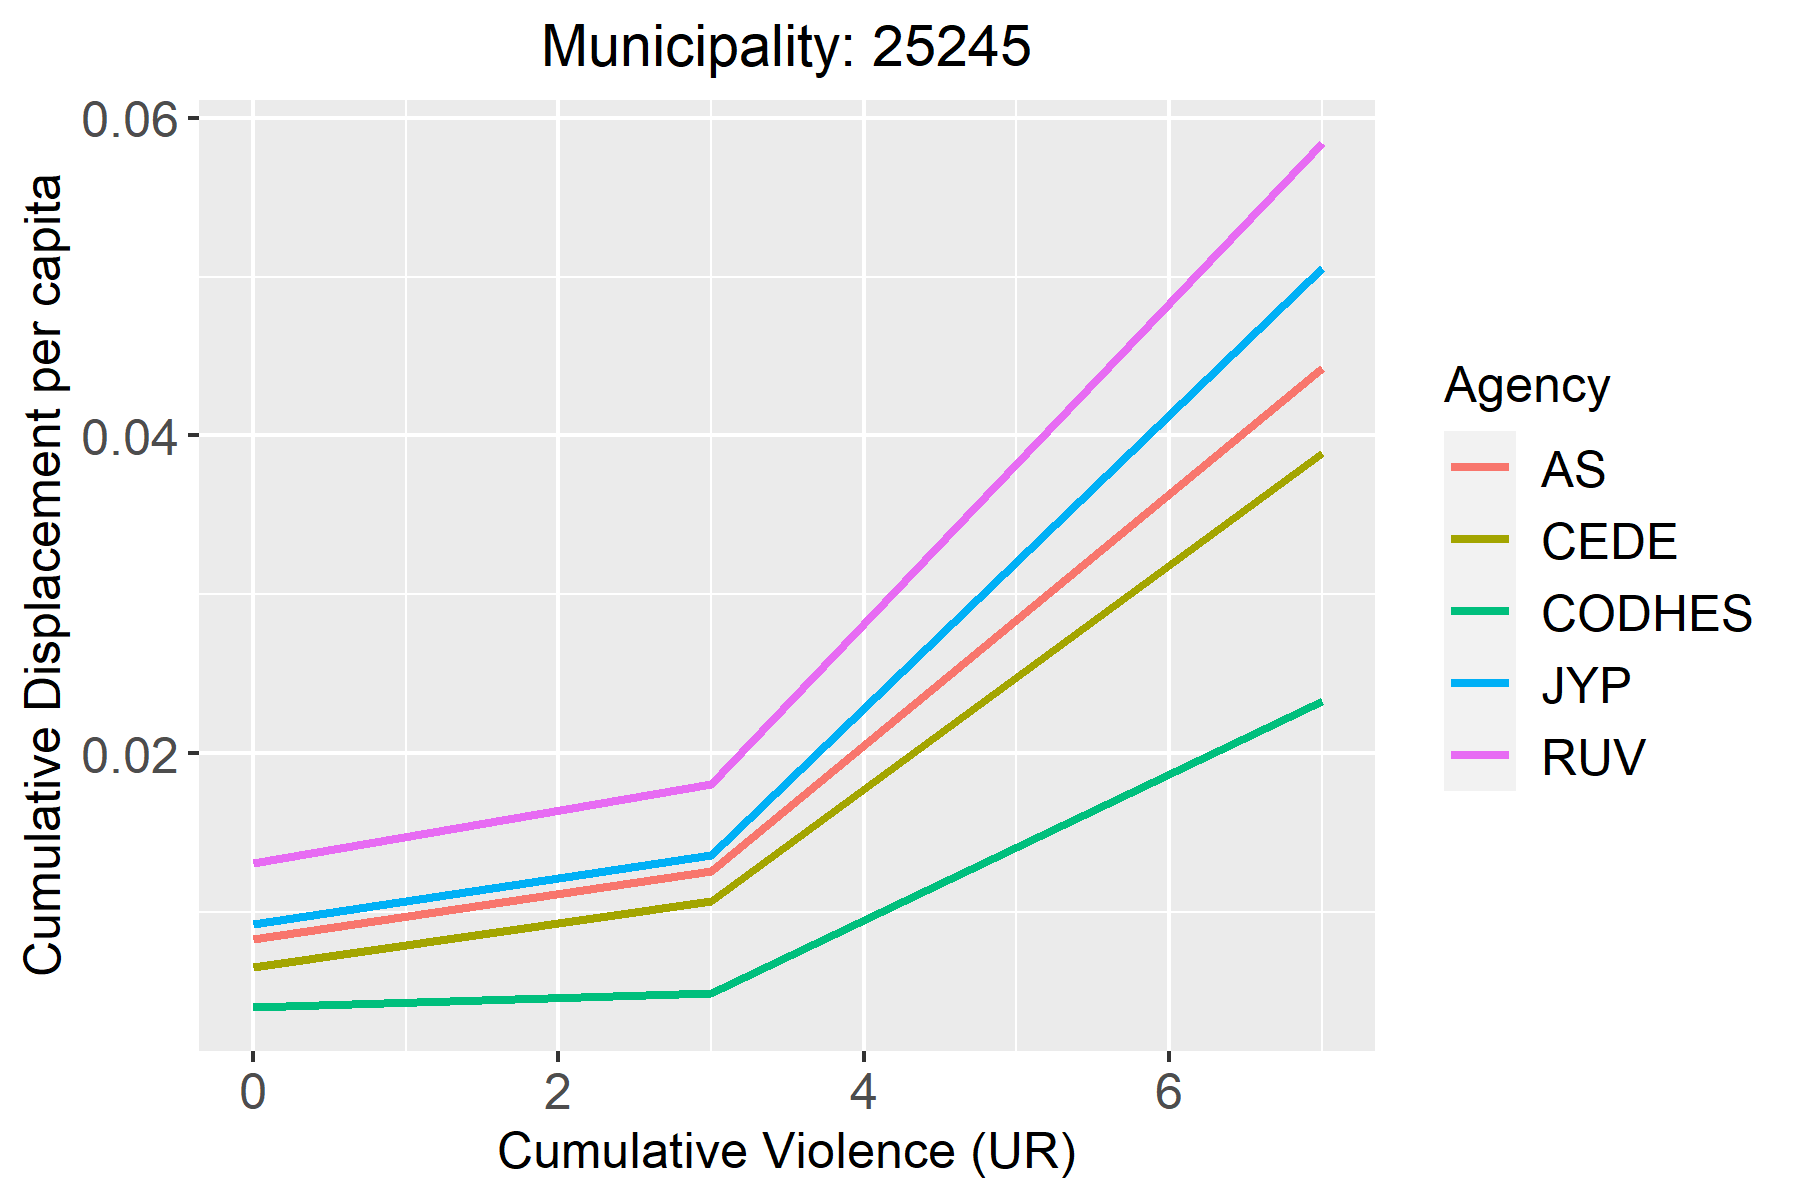 Municipality: 25245
Cumulative Displacement per capita
0.06
0.04
0.02
0 2 4 6
Cumulative Violence (UR)
Agency
AS
CEDE
CODHES
JYP
RUV